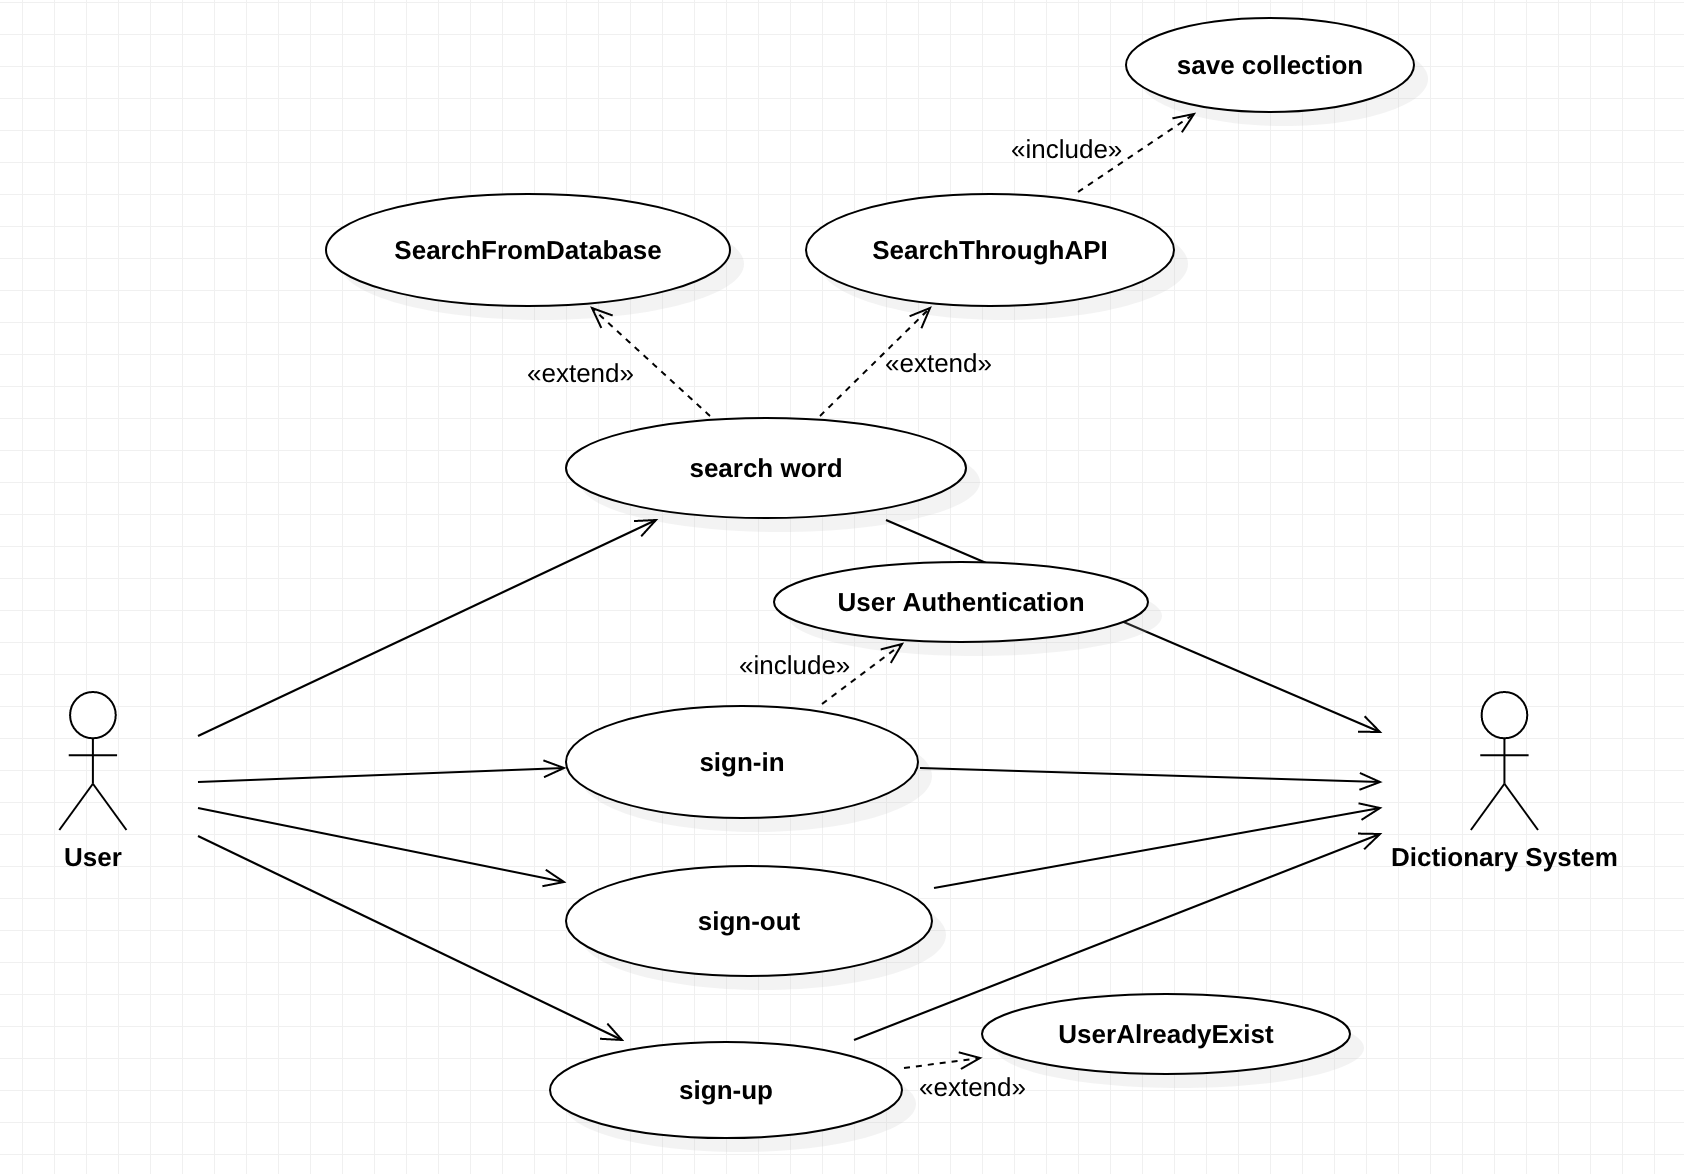 save collection
«include»
SearchFromDatabase
SearchThroughAPI
«extend»
«extend»
search word
User Authentication
«include»
sign-in
User
Dictionary System
sign-out
UserAlreadyExist
«extend»
sign-up